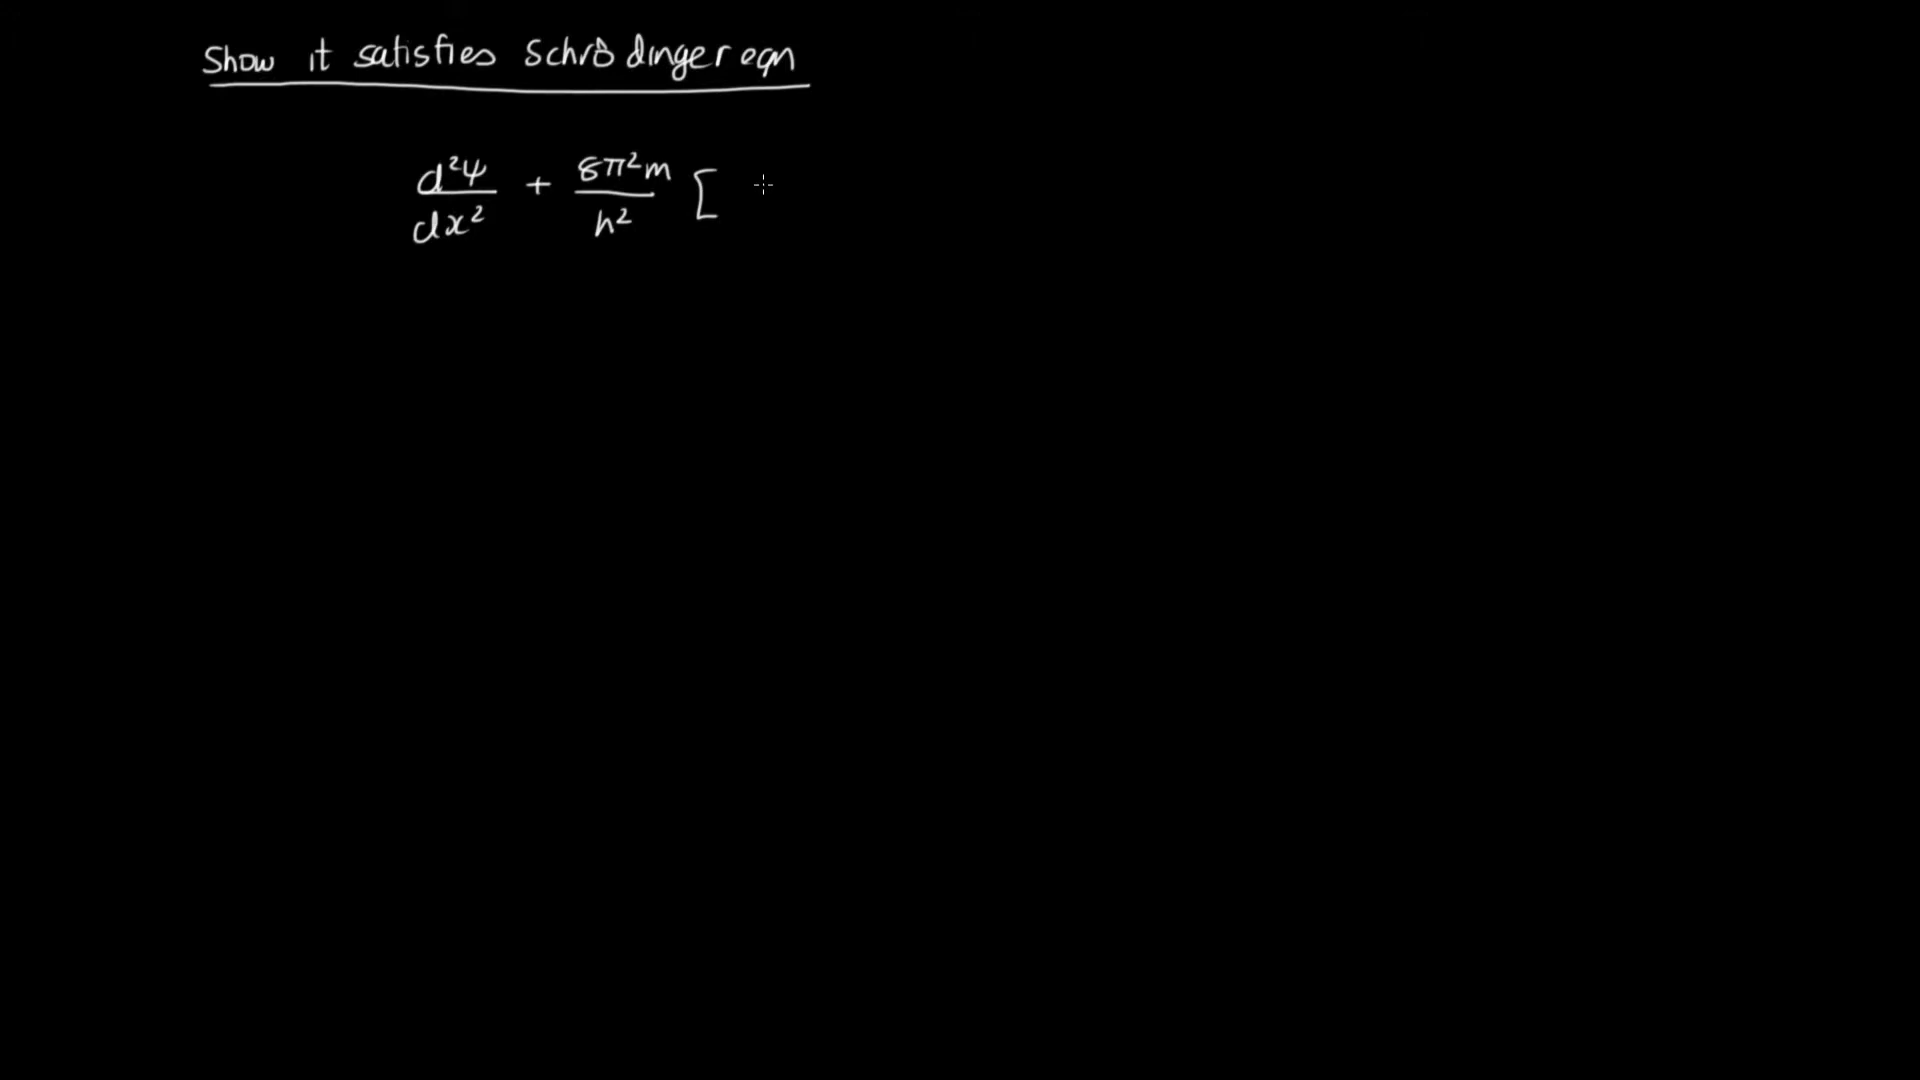 Show it satisfies Schrödinger eqn
d²ψ/dx² + 8π²m/h² [